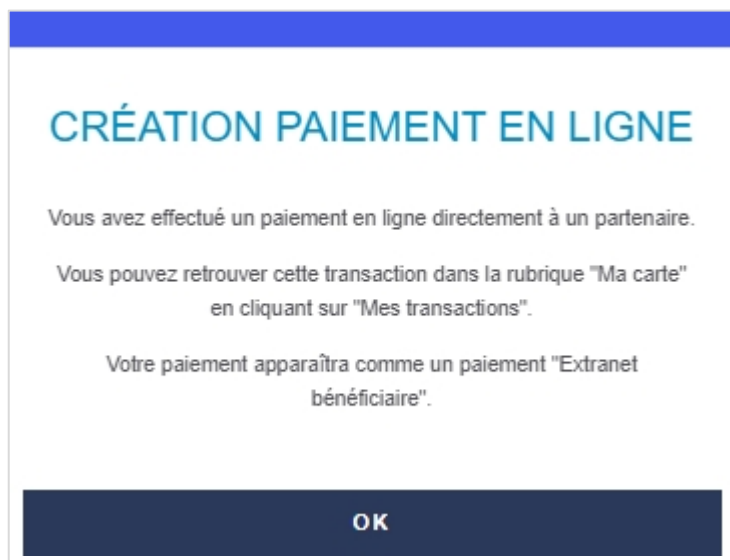 CRÉATION PAIEMENT EN LIGNE
Vous avez effectué un paiement en ligne directement à un partenaire.
Vous pouvez retrouver cette transaction dans la rubrique "Ma carte"
en cliquant sur "Mes transactions".
Votre paiement apparaîtra comme un paiement "Extranet
bénéficiaire".
OK